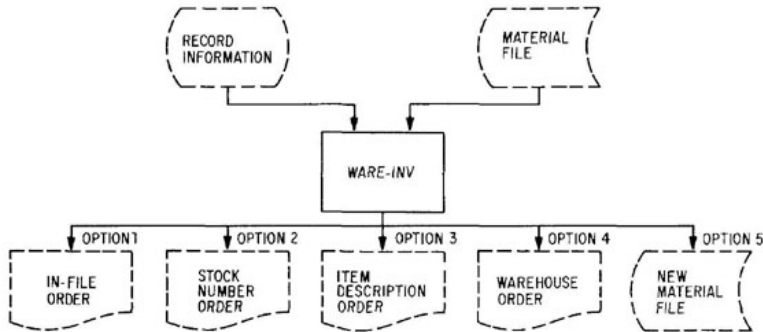 RECORD
INFORMATION
MATERIAL
FILE
WARE-INV
OPTION1
OPTION 2
OPTION 3
OPTION 4
OPTION 5
IN-FILE
ORDER
STOCK
NUMBER
ORDER
ITEM
DESCRIPTION
ORDER
WAREHOUSE
ORDER
NEW
MATERIAL
FILE